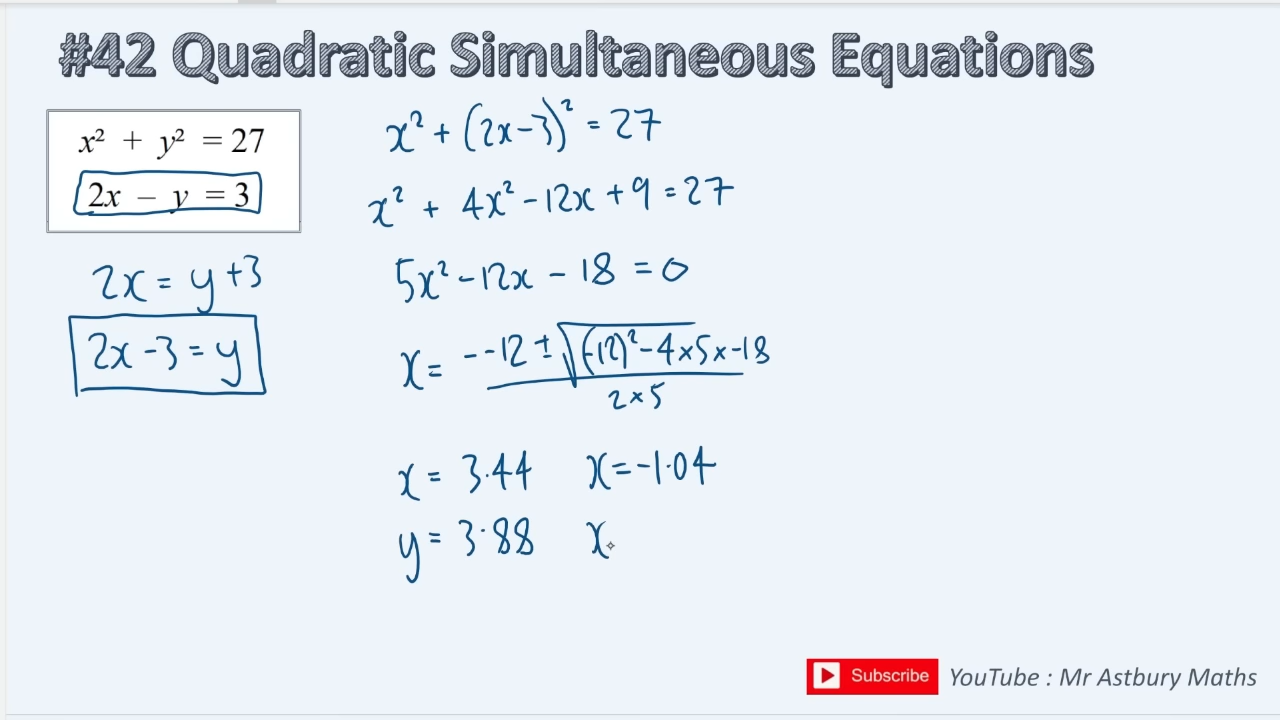 #42 Quadratic Simultaneous Equations
x² + y² = 27
2x − y = 3
2x = y+3
2x-3 = y
x² + (2x-3)² = 27
x² + 4x² - 12x + 9 = 27
5x² - 12x - 18 = 0
x = --12 ± √(-12)² - 4×5×-18
2×5
x = 3.44 x = -1.04
y = 3.88 x
Subscribe YouTube : Mr Astbury Maths